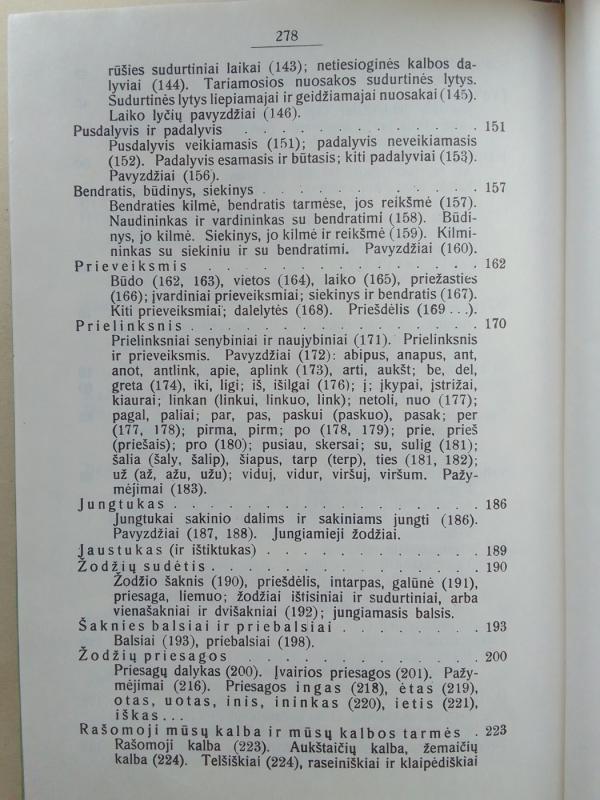 278
rūšies sudurtiniai laikai (143); netiesioginės kalbos da-
lyviai (144). Tariamosios nuosakos sudurtinės lytys.
Sudurtinės lytys liepiamajai ir geidžiamajai nuosakai (145).
Laiko lyčių pavyzdžiai (146).
Pusdalyvis ir padalyvis . . . . . . . . . . . . 151
Pusdalyvis veikiamasis (151); padalyvis neveikiamasis
(152). Padalyvis esamasis ir būtasis; kiti padalyviai (153).
Pavyzdžiai (156).
Bendratis, būdinys, siekinys . . . . . . . . . . . 157
Bendraties kilmė, bendratis tarmėse, jos reikšmė (157).
Naudininkas ir vardininkas su bendratimi (158). Būdi-
nys, jo kilmė. Siekinys, jo kilmė ir reikšmė (159). Kilmi-
ninkas su siekiniu ir su bendratimi. Pavyzdžiai (160).
Prieveiksmis . . . . . . . . . . . . . . 162
Būdo (162, 163), vietos (164), laiko (165), priežasties
(166); įvardiniai prieveiksmiai; siekinys ir bendratis (167).
Kiti prieveiksmiai; dalelytės (168). Priešdėlis (169 ...).
Prielinksnis . . . . . . . . . . . . . . . 170
Prielinksniai senybiniai ir naujybiniai (171). Prielinksnis
ir prieveiksmis. Pavyzdžiai (172): abipus, anapus, ant,
anot, antlink, apie, aplink (173), arti, aukšt; be, del,
greta (174), iki, ligi; iš, išilgai (176); į; įkypai, įstrižai,
kiaurai; linkan (linkui, linkuo, link); netoli, nuo (177);
pagal, paliai; par, pas, paskui (paskuo), pasak; per
(177, 178); pirma, pirm; po (178, 179); prie, prieš
(priešais); pro (180); pusiau, skersai; su, sulig (181);
šalia (šaly, šalip), šiapus, tarp (terp), ties (181, 182);
už (až, ažu, užu); viduj, vidur, viršuj, viršum. Pažy-
mėjimai (183).
Jungtukas . . . . . . . . . . . . . . . 186
Jungtukai sakinio dalims ir sakiniams jungti (186).
Pavyzdžiai (187, 188). Jungiamieji žodžiai.
Jaustukas (ir ištiktukas) . . . . . . . . . . . 189
Žodžių sudėtis . . . . . . . . . . . . . . 190
Žodžio šaknis (190), priešdėlis, intarpas, galūnė (191),
priesaga, liemuo; žodžiai ištisiniai ir sudurtiniai, arba
vienašakniai ir dvišakniai (192); jungiamasis balsis.
Šaknies balsiai ir priebalsiai . . . . . . . . 193
Balsiai (193), priebalsiai (198).
Žodžių priesagos . . . . . . . . . . . . 200
Priesagų dalykas (200). Įvairios priesagos (201). Pažy-
mėjimai (216). Priesagos ingas (218), ėtas (219),
otas, uotas, inis, ininkas (220), ietis (221),
iškas...
Rašomoji mūsų kalba ir mūsų kalbos tarmės . 223
Rašomoji kalba (223). Aukštaičių kalba, žemaičių
kalba (224). Telšiškiai (224), raseiniškiai ir klaipėdiškiai